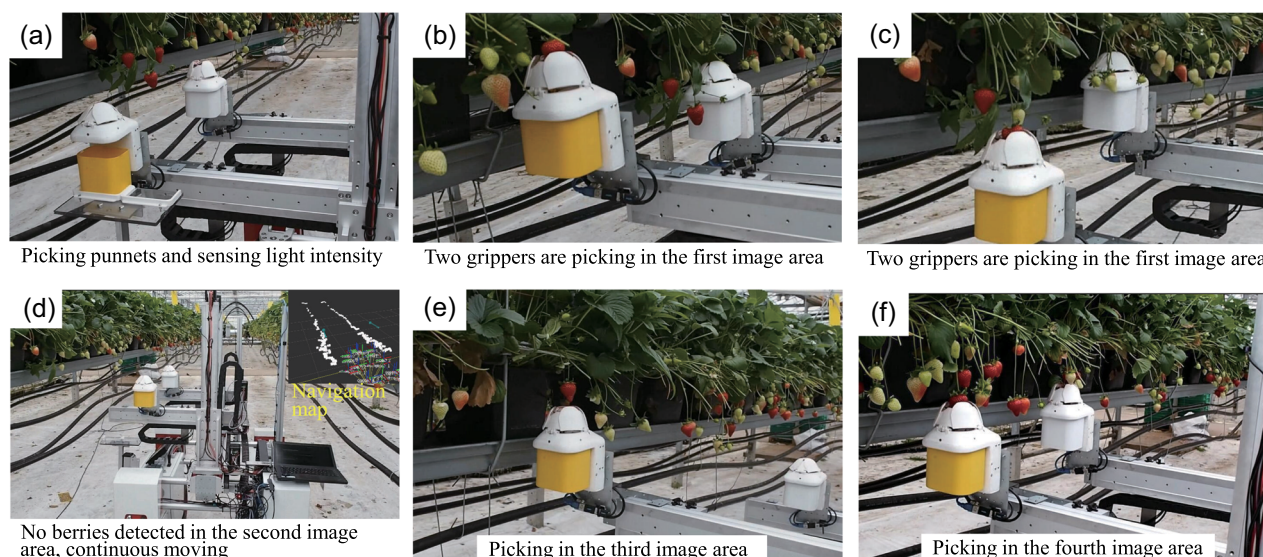 (a)
Picking punnets and sensing light intensity
(b)
Two grippers are picking in the first image area
(c)
Two grippers are picking in the first image area
(d)
Navigation
map
No berries detected in the second image
area, continuous moving
(e)
Picking in the third image area
(f)
Picking in the fourth image area